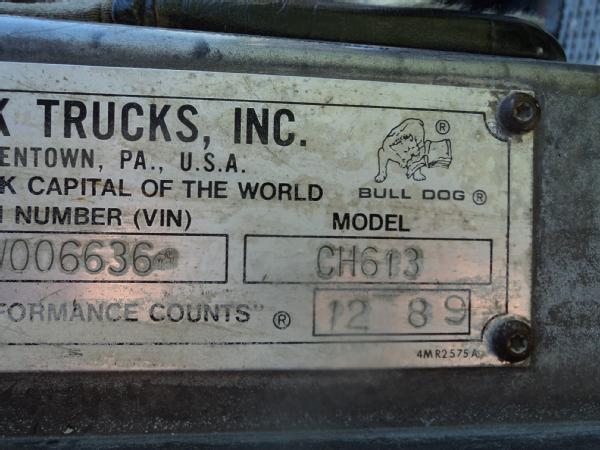 K TRUCKS, INC. ®
ENTOWN, PA., U.S.A.
K CAPITAL OF THE WORLD
BULL DOG ®
NUMBER (VIN) MODEL
006636 CH613
FORMANCE COUNTS" ® 12 89
4MR2575A